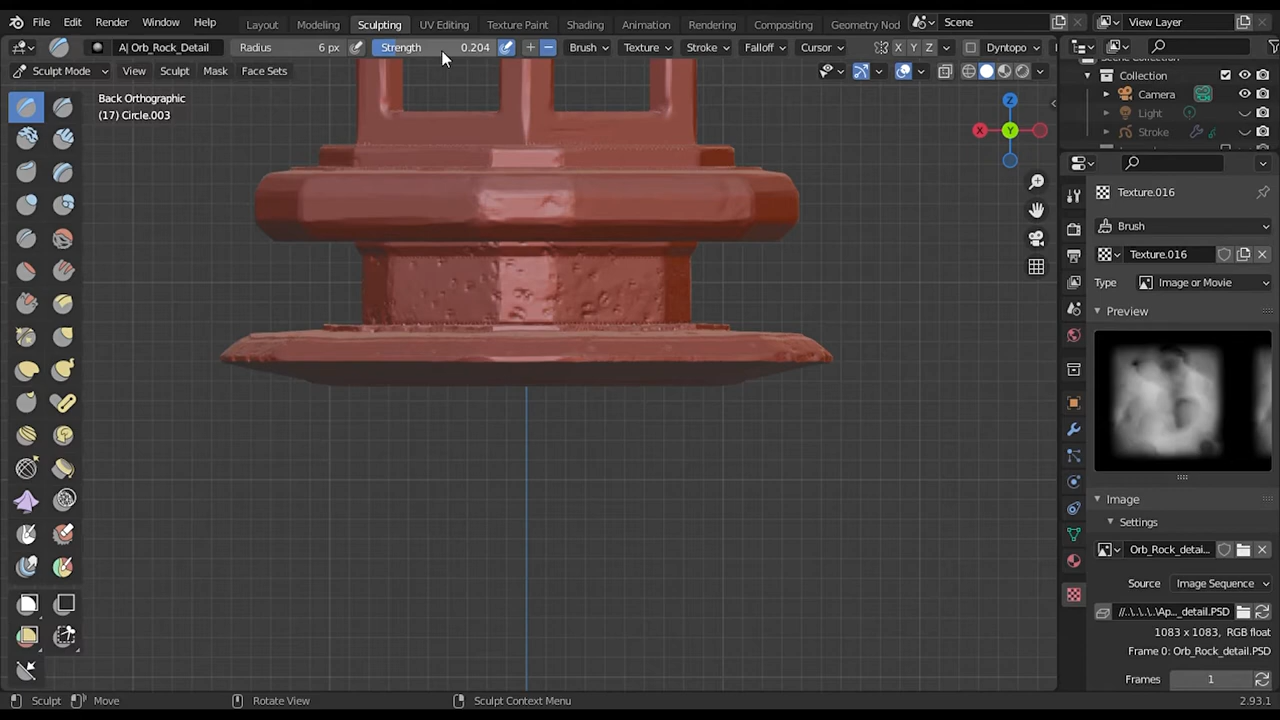 File Edit Render Window Help Layout Modeling Sculpting UV Editing Texture Paint Shading Animation Rendering Compositing Geometry Nod Scene View Layer
A| Orb_Rock_Detail Radius 6 px Strength 0.204 Brush Texture Stroke Falloff Cursor X Y Z Dyntopo
Sculpt Mode View Sculpt Mask Face Sets
Collection
Camera
Light
Stroke
Back Orthographic
(17) Circle.003
Z
X
Y
Texture.016
Brush
Texture.016
Type Image or Movie
Preview
Image
Settings
Orb_Rock_detai...
Source Image Sequence
//..\..\..\..\Ap..._detail.PSD
1083 x 1083, RGB float
Frame 0: Orb_Rock_detail.PSD
Frames 1
Sculpt Move Rotate View Sculpt Context Menu 2.93.1